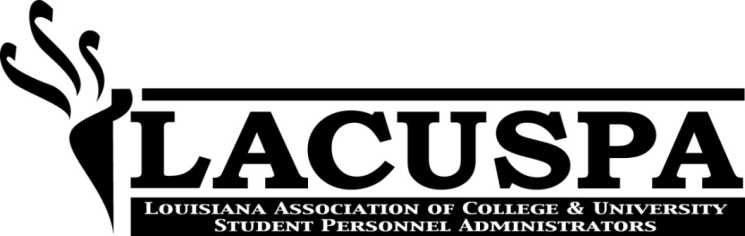 LACUSPA
LOUISIANA ASSOCIATION OF COLLEGE & UNIVERSITY
STUDENT PERSONNEL ADMINISTRATORS